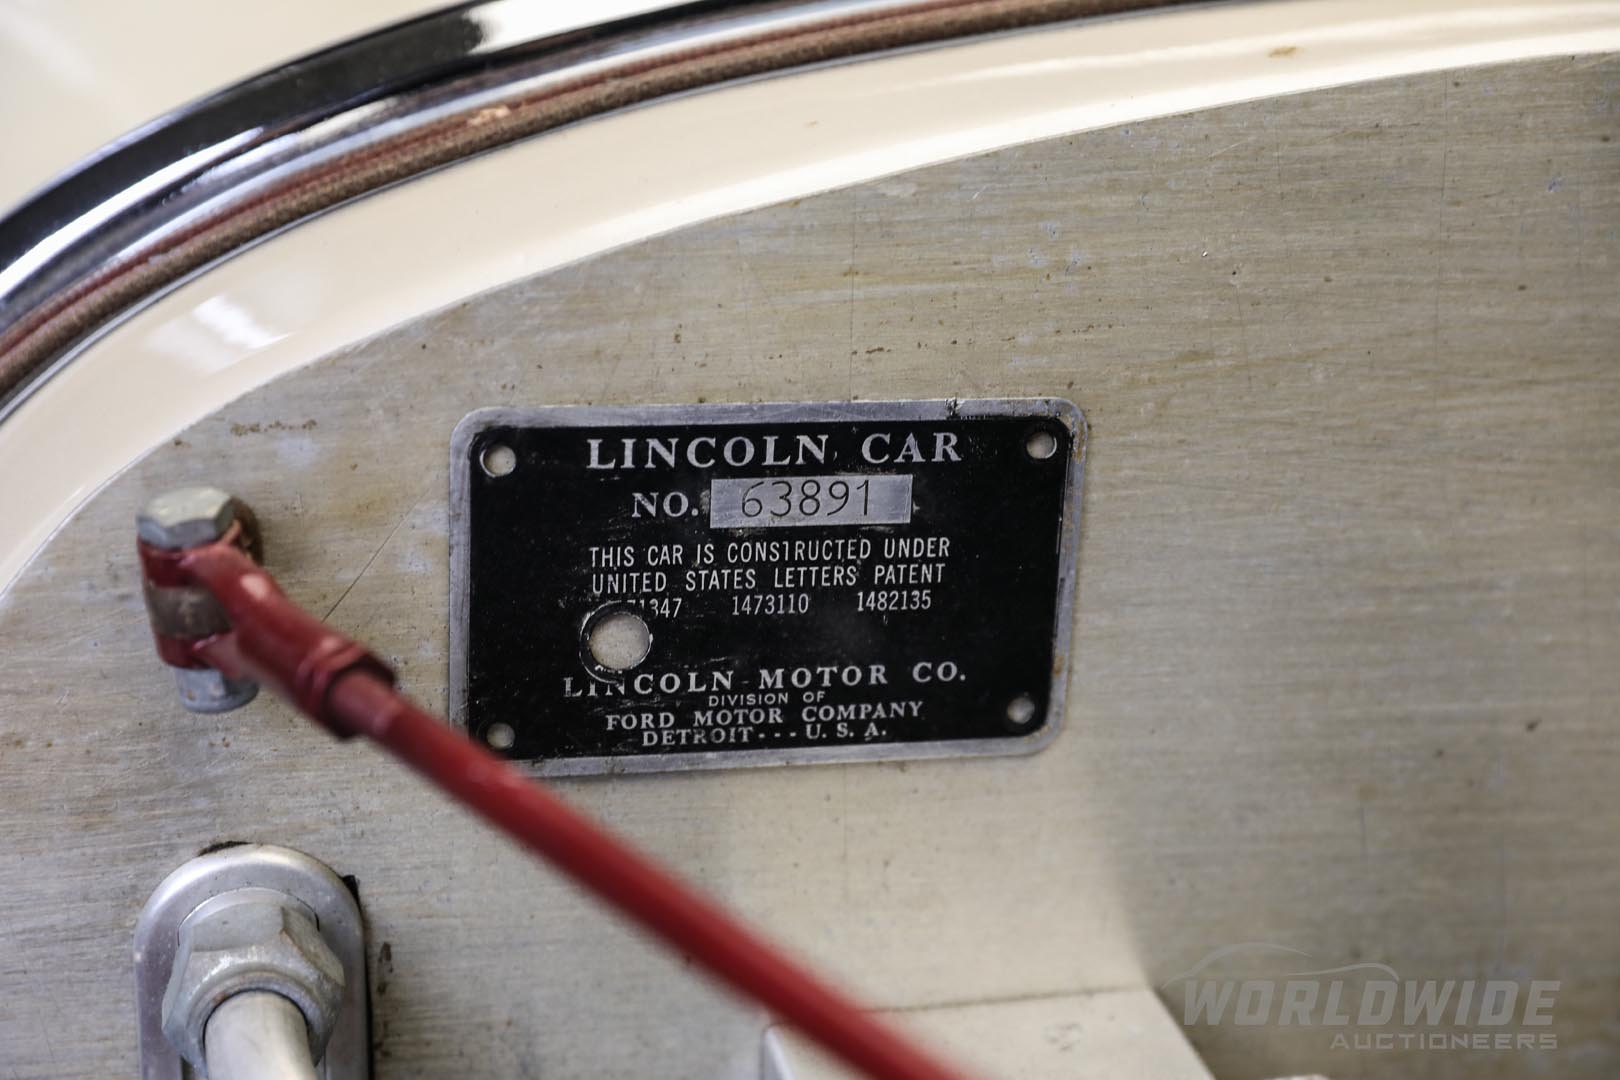 LINCOLN CAR
NO. 63891
THIS CAR IS CONSTRUCTED UNDER
UNITED STATES LETTERS PATENT
1473110 1482135
LINCOLN MOTOR CO.
DIVISION OF
FORD MOTOR COMPANY
DETROIT---U. S. A.
WORLDWIDE
AUCTIONEERS